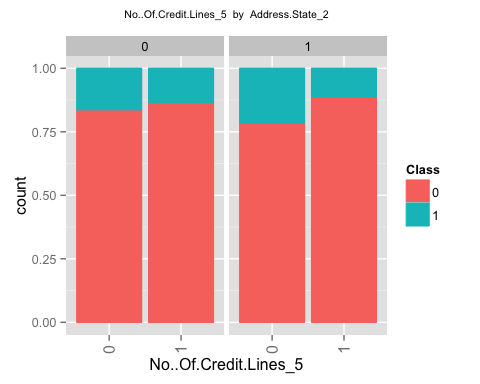 No..Of.Credit.Lines_5 by Address.State_2
0 1
1.00
0.75
0.50
0.25
0.00
count
0 1 0 1
No..Of.Credit.Lines_5
Class
0
1